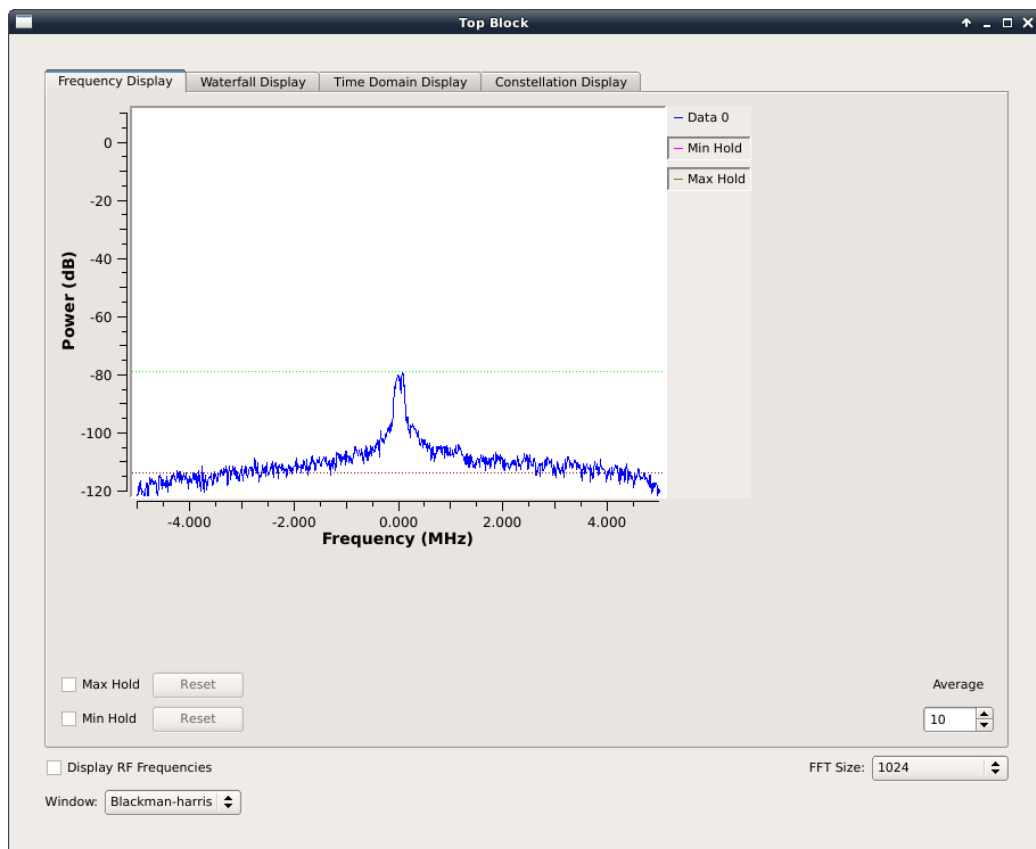 Top Block
Frequency Display
Waterfall Display
Time Domain Display
Constellation Display
Data 0
Min Hold
Max Hold
Power (dB)
0
-20
-40
-60
-80
-100
-120
-4.000
-2.000
0.000
2.000
4.000
Frequency (MHz)
Max Hold
Reset
Average
Min Hold
Reset
10
Display RF Frequencies
FFT Size:
1024
Window:
Blackman-harris